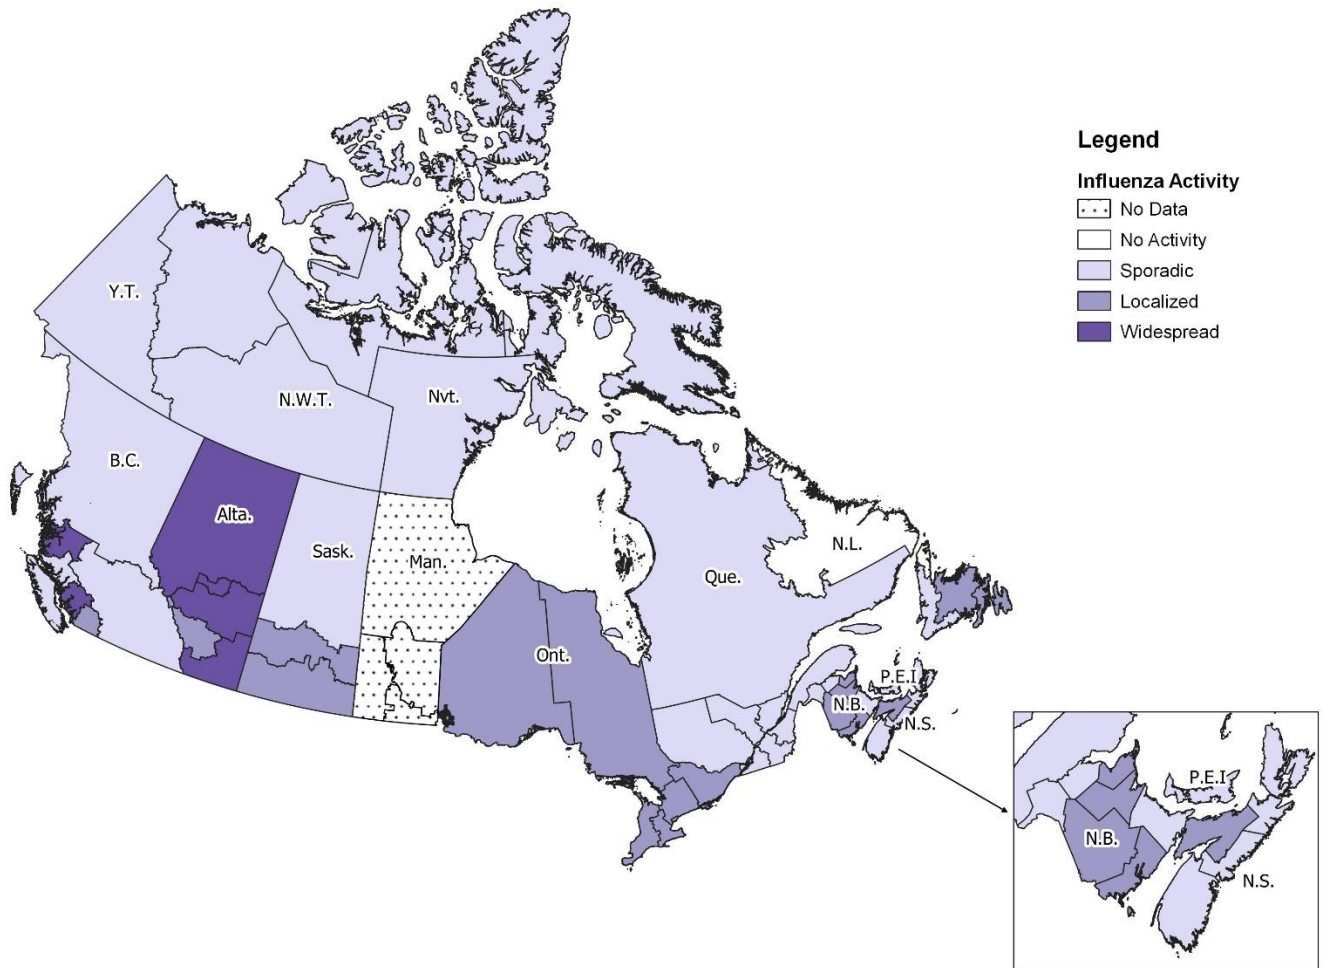 Legend
Influenza Activity
No Data
No Activity
Sporadic
Localized
Widespread
Y.T.
N.W.T.
Nvt.
B.C.
Alta.
Sask.
Man.
Ont.
Que.
N.L.
P.E.I
N.B.
N.S.
P.E.I
N.B.
N.S.